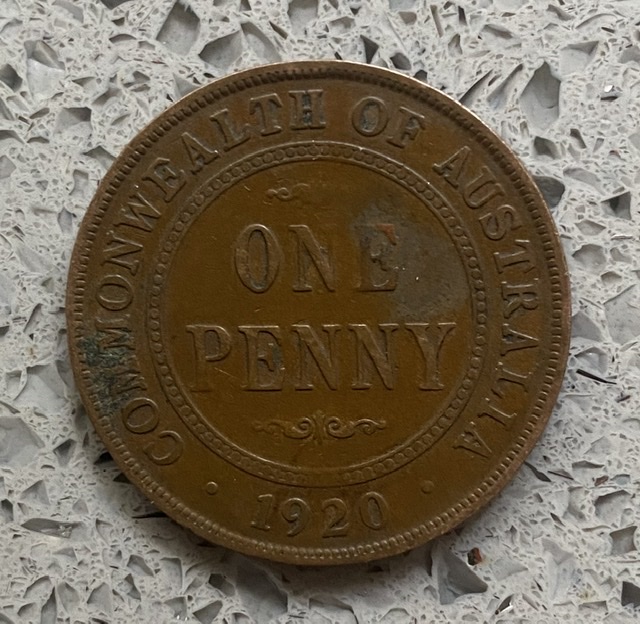 COMMONWEALTH OF AUSTRALIA
ONE
PENNY
1920